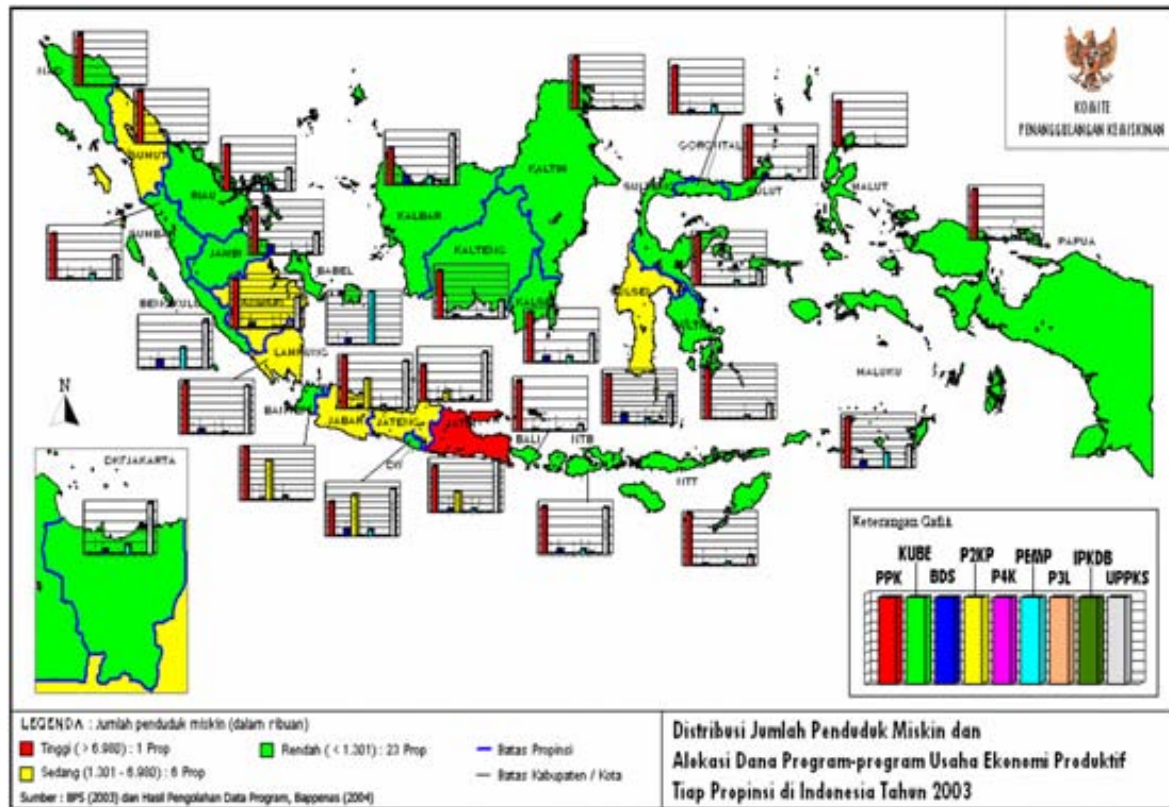 KOMITE
PENANGGULANGAN KEMISKINAN
NAD
SUMUT
RIAU
SUMBAR
JAMBI
BABEL
BENGKULU
LAMPUNG
KALBAR
KALTENG
KALTIM
KALSEL
SULTENG
GORONTALO
SULUT
MALUT
PAPUA
SULSEL
SULTRA
MALUKU
JABAR
JATENG
JATIM
DIY
BALI
NTB
NTT
N
DKI JAKARTA
Keterangan Grafik
KUBE P2KP PEMP IPKDB
PPK BDS P4K P3L UPPKS
LEGENDA : Jumlah penduduk miskin (dalam ribuan)
Tinggi ( > 6.980) : 1 Prop
Rendah ( < 1.301) : 23 Prop
Batas Propinsi
Sedang (1.301 - 6.980) : 6 Prop
Batas Kabupaten / Kota
Sumber : BPS (2003) dan Hasil Pengolahan Data Program, Bappenas (2004)
Distribusi Jumlah Penduduk Miskin dan
Alokasi Dana Program-program Usaha Ekonomi Produktif
Tiap Propinsi di Indonesia Tahun 2003